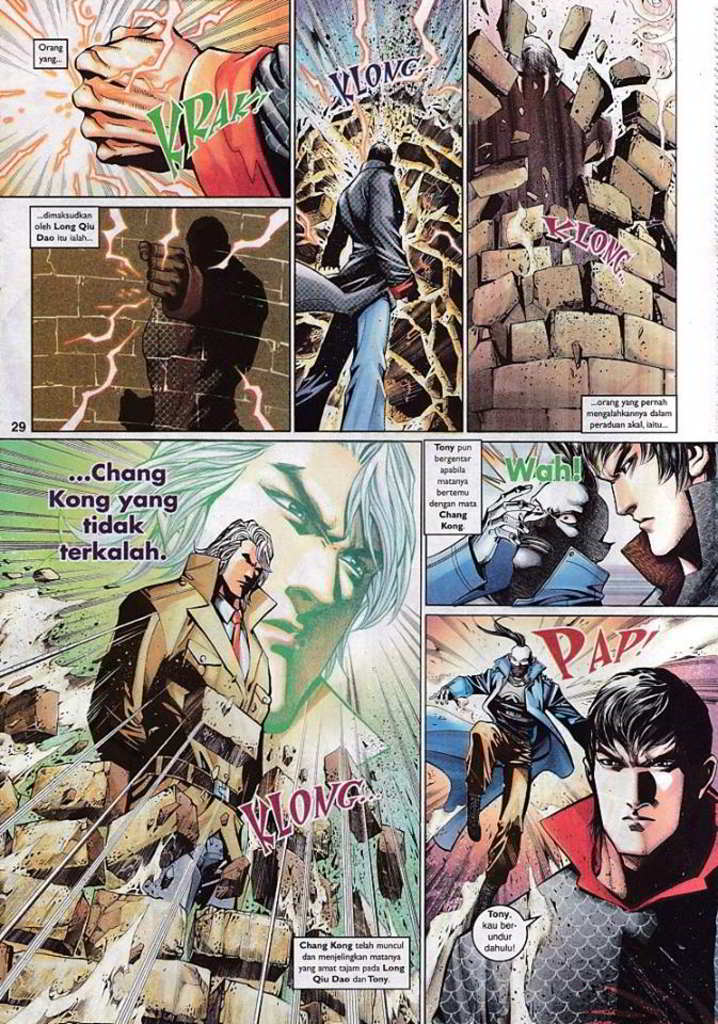 Orang
yang...
KRAK!
KLONG...
KLONG...
...dimaksudkan
oleh Long Qiu
Dao itu ialah...
...orang yang pernah
mengalahkannya dalam
peraduan akal, iaitu...
29
...Chang
Kong yang
tidak
terkalah.
KLONG...
Chang Kong telah muncul
dan menjelingkan matanya
yang amat tajam pada Long
Qiu Dao dan Tony.
Tony pun
bergentar
apabila
matanya
bertemu
dengan mata
Chang
Kong.
Wah!
PAP!
Tony,
kau ber-
undur
dahulu!